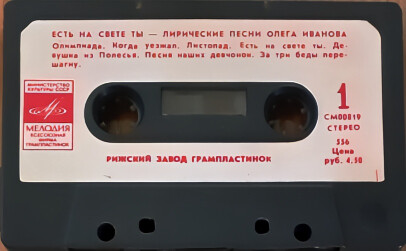 ЕСТЬ НА СВЕТЕ ТЫ — ЛИРИЧЕСКИЕ ПЕСНИ ОЛЕГА ИВАНОВА
Олимпиада. Когда уезжал. Листопад. Есть на свете ты. Де-
вушка из Полесья. Песня наших девчонок. За три беды пере-
шагну.
МИНИСТЕРСТВО
КУЛЬТУРЫ СССР
МЕЛОДИЯ
ВСЕСОЮЗНАЯ
ФИРМА
ГРАМПЛАСТИНОК
1
СМ00819
СТЕРЕО
556
Цена
руб. 4.50
РИЖСКИЙ ЗАВОД ГРАМПЛАСТИНОК